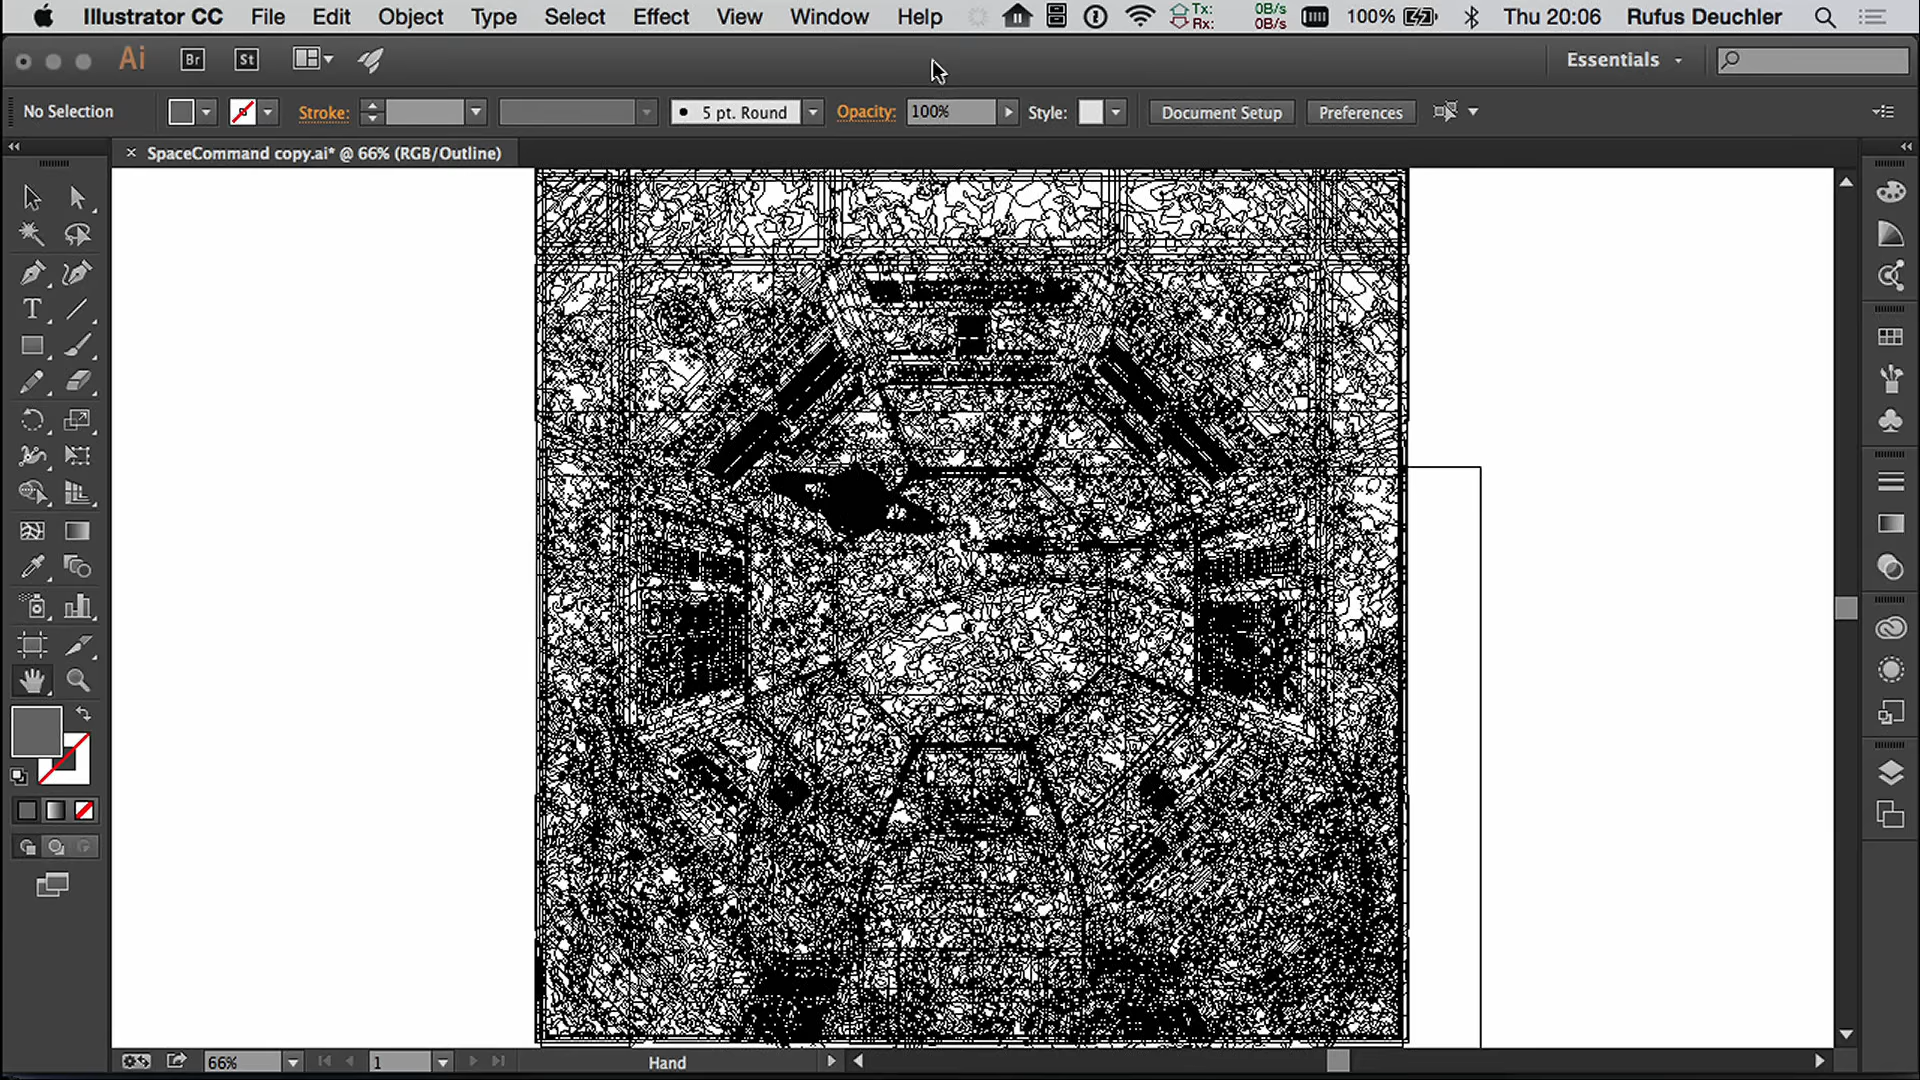 Illustrator CC File Edit Object Type Select Effect View Window Help Tx: 0B/s Rx: 0B/s 100% Thu 20:06 Rufus Deuchler
Ai Br St Essentials
No Selection Stroke: 5 pt. Round Opacity: 100% Style: Document Setup Preferences
× SpaceCommand copy.ai* @ 66% (RGB/Outline)
T
66% 1 Hand